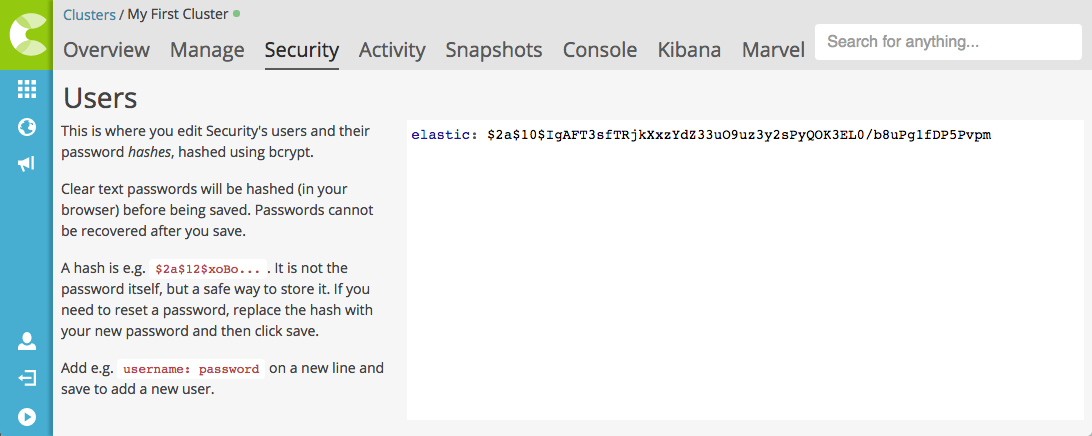 Clusters / My First Cluster
Overview Manage Security Activity Snapshots Console Kibana Marvel Search for anything...
Users
This is where you edit Security's users and their
password hashes, hashed using bcrypt.
Clear text passwords will be hashed (in your
browser) before being saved. Passwords cannot
be recovered after you save.
A hash is e.g. $2a$12$xoBo... . It is not the
password itself, but a safe way to store it. If you
need to reset a password, replace the hash with
your new password and then click save.
Add e.g. username: password on a new line and
save to add a new user.
elastic: $2a$10$IgAFT3sfTRjkXxzYdZ33uO9uz3y2sPyQOK3EL0/b8uPg1fDP5Pvpm